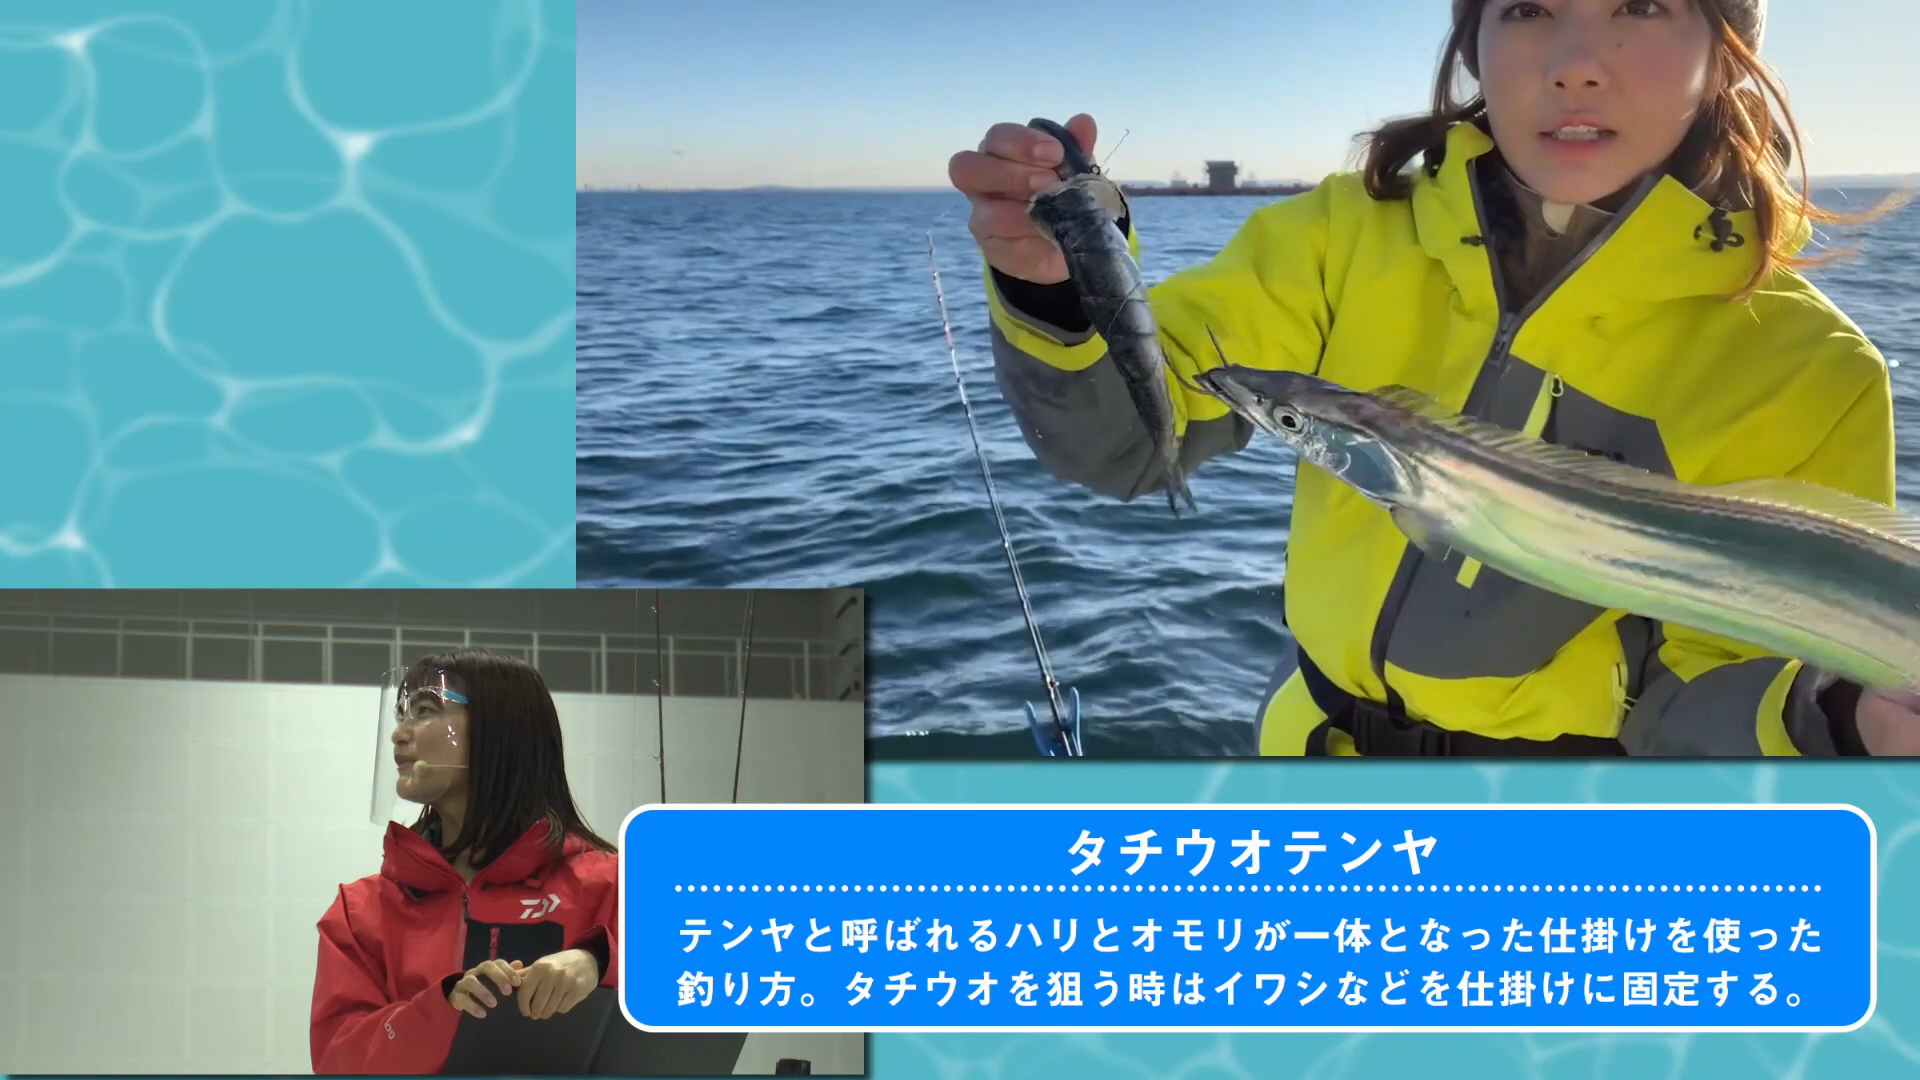 タチウオテンヤ
テンヤと呼ばれるハリとオモリが一体となった仕掛けを使った
釣り方。タチウオを狙う時はイワシなどを仕掛けに固定する。